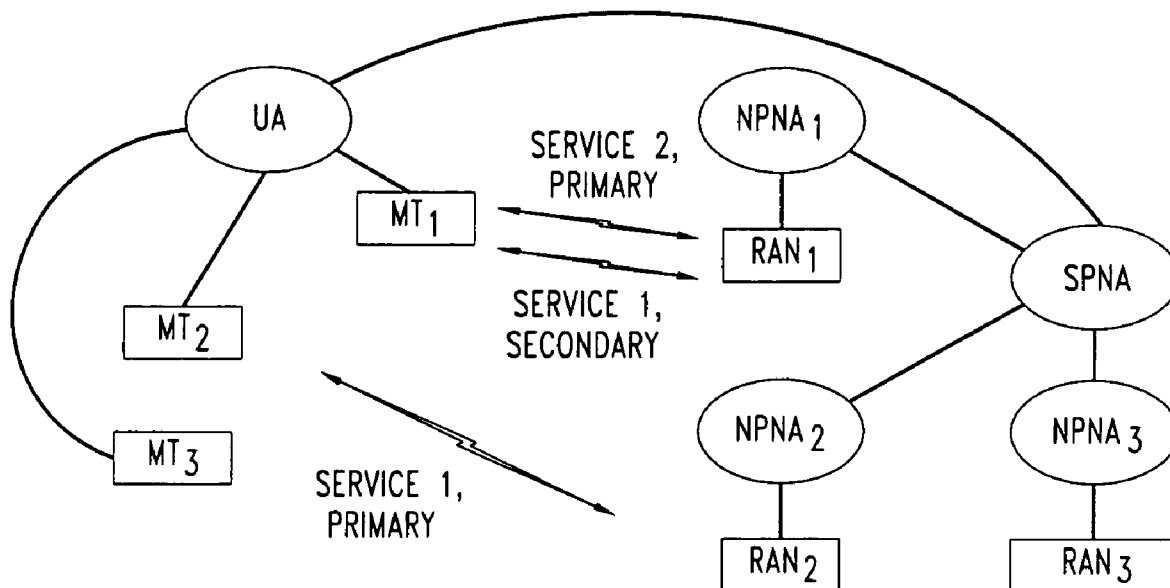 UA
NPNA1
SERVICE 2,
PRIMARY
MT1
RAN1
SPNA
SERVICE 1,
SECONDARY
MT2
NPNA2
NPNA3
MT3
SERVICE 1,
PRIMARY
RAN2
RAN3